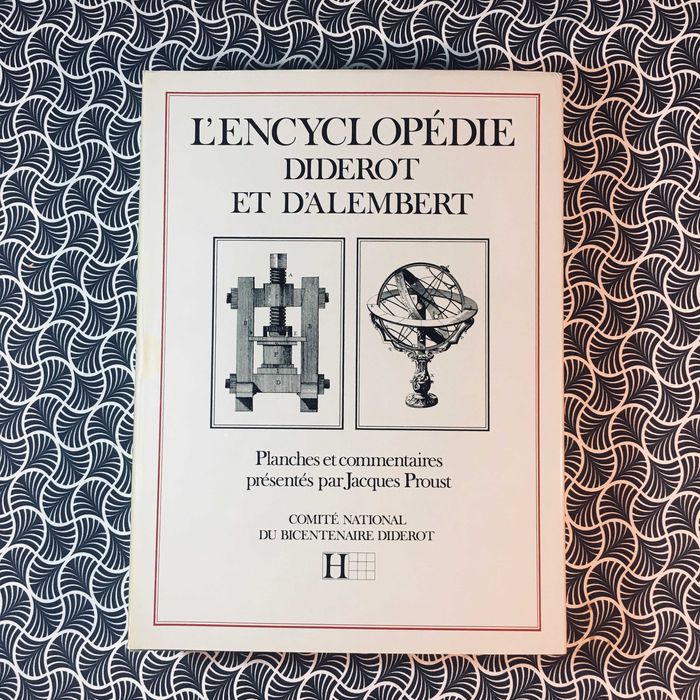 L'ENCYCLOPÉDIE
DIDEROT
ET D'ALEMBERT
Planches et commentaires
présentés par Jacques Proust
COMITÉ NATIONAL
DU BICENTENAIRE DIDEROT
H